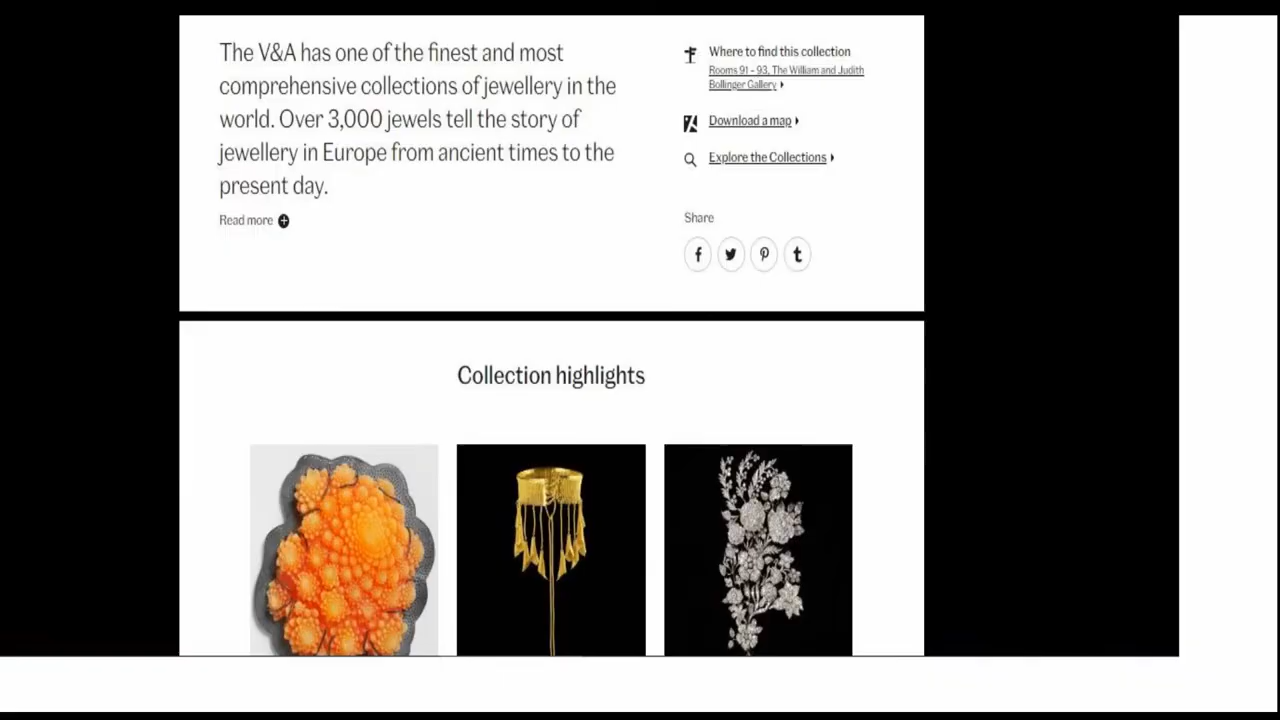 The V&A has one of the finest and most
comprehensive collections of jewellery in the
world. Over 3,000 jewels tell the story of
jewellery in Europe from ancient times to the
present day.
Read more
Where to find this collection
Rooms 91 - 93, The William and Judith
Bollinger Gallery
Download a map
Explore the Collections
Share
Collection highlights